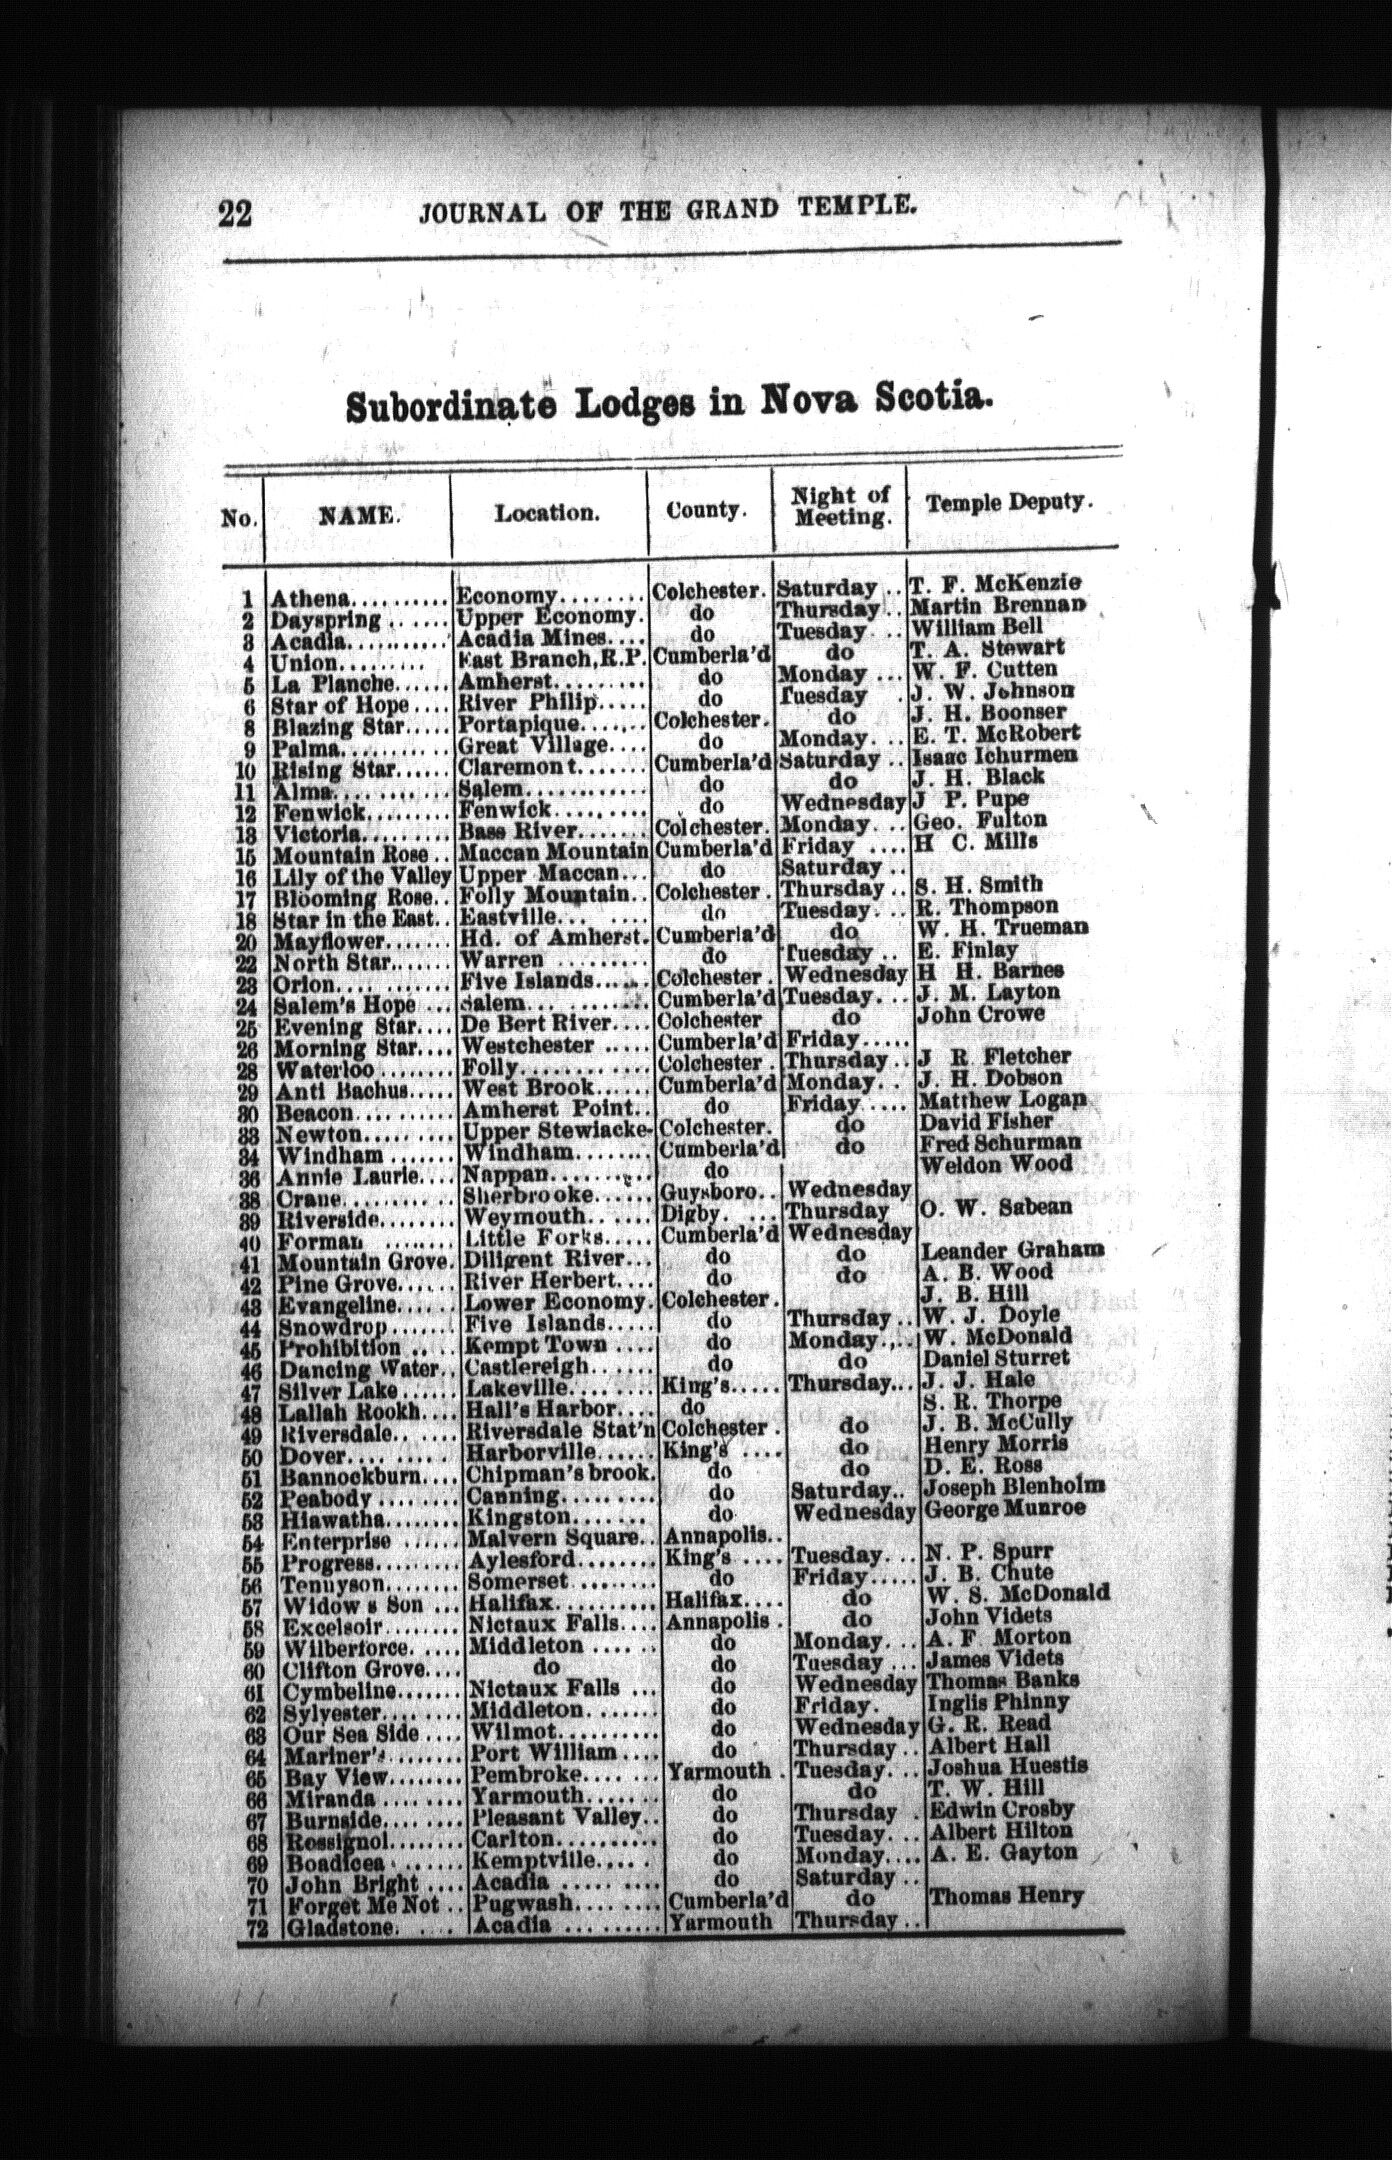 22 JOURNAL OF THE GRAND TEMPLE.
Subordinate Lodges in Nova Scotia.
No. NAME. Location. County. Night of Meeting. Temple Deputy.
1 Athena.......... Economy........ Colchester. Saturday .. T. F. McKenzie
2 Dayspring ...... Upper Economy. do Thursday.. Martin Brennan
3 Acadia........... Acadia Mines.... do Tuesday ... William Bell
4 Union......... East Branch, R.P. Cumberla'd do T. A. Stewart
5 La Planche...... Amherst.......... do Monday ... W. F. Cutten
6 Star of Hope .... River Philip..... do Tuesday . J. W. Johnson
8 Blazing Star..... Portapique....... Colchester. do J. H. Boonser
9 Palma........... Great Village.... do Monday. .. E. T. McRobert
10 Rising Star...... Claremont....... Cumberla'd Saturday .. Isaac Ichurmen
11 Alma........... Salem............ do do J. H. Black
12 Fenwick......... Fenwick......... do Wednesday J P. Pupe
13 Victoria......... Bass River....... Colchester. Monday. .. Geo. Fulton
15 Mountain Rose .. Maccan Mountain Cumberla'd Friday .... H C. Mills
16 Lily of the Valley Upper Maccan... do Saturday ..
17 Blooming Rose.. Folly Mountain.. Colchester. Thursday .. S. H. Smith
18 Star in the East.. Eastville... .... do Tuesday. .. R. Thompson
20 Mayflower....... Hd. of Amherst. Cumberla'd do W. H. Trueman
22 North Star....... Warren ......... do Tuesday .. E. Finlay
23 Orion........... Five Islands...... Colchester. Wednesday H H. Barnes
24 Salem's Hope ... Salem........... Cumberla'd Tuesday. .. J. M. Layton
25 Evening Star.... De Bert River.... Colchester do John Crowe
26 Morning Star.... Westchester ..... Cumberla'd Friday.....
28 Waterloo ........ Folly............ Colchester. Thursday.. J R Fletcher
29 Anti Bachus..... West Brook...... Cumberla'd Monday. . J. H. Dobson
30 Beacon.......... Amherst Point.. do Friday ..... Matthew Logan
33 Newton......... Upper Stewiacke- Colchester. do David Fisher
34 Windham ....... Windham........ Cumberla'd do Fred Schurman
36 Annie Laurie.... Nappan.......... do Weldon Wood
38 Crane........... Sherbrooke...... Guysboro.. Wednesday
39 Riverside........ Weymouth...... Digby. ... Thursday O. W. Sabean
40 Forman ....... Little Forks..... Cumberla'd Wednesday
41 Mountain Grove. Diligent River... do do Leander Graham
42 Pine Grove...... River Herbert.... do do A. B. Wood
43 Evangeline...... Lower Economy. Colchester. J. B. Hill
44 Snowdrop....... Five Islands..... do Thursday.. W. J. Doyle
45 Prohibition .. .. Kempt Town .... do Monday.... W. McDonald
46 Dancing Water.. Castlereigh....... do do Daniel Sturret
47 Silver Lake...... Lakeville........ King's..... Thursday... J. J. Hale
48 Lallah Rookh.... Hall's Harbor.... do S. R. Thorpe
49 Riversdale.. .... Riversdale Stat'n Colchester. do J. B. McCully
50 Dover........... Harborville...... King's .... do Henry Morris
51 Bannockburn.... Chipman's brook. do do D. E. Ross
52 Peabody ........ Canning.......... do Saturday.. Joseph Blenholm
53 Hiawatha........ Kingston....... do Wednesday George Munroe
54 Enterprise ...... Malvern Square.. Annapolis..
55 Progress......... Aylesford........ King's .... Tuesday. .. N. P. Spurr
56 Tennyson........ Somerset ........ do Friday..... J. B. Chute
57 Widow s Son ... Halifax.......... Halifax.... do W. S. McDonald
58 Excelsoir........ Nictaux Falls.... Annapolis. do John Videts
59 Wilberforce. .... Middleton ...... do Monday. .. A. F. Morton
60 Clifton Grove.... do do Tuesday ... James Videts
61 Cymbeline....... Nictaux Falls ... do Wednesday Thomas Banks
62 Sylvester........ Middleton....... do Friday. Inglis Phinny
63 Our Sea Side .... Wilmot.......... do Wednesday G. R. Read
64 Mariner's........ Port William.... do Thursday.. Albert Hall
65 Bay View........ Pembroke.... ... Yarmouth . Tuesday. .. Joshua Huestis
66 Miranda ........ Yarmouth....... do do T. W. Hill
67 Burnside........ Pleasant Valley.. do Thursday . Edwin Crosby
68 Rossignol........ Carlton.......... do Tuesday. .. Albert Hilton
69 Boadicea ....... Kemptville.... . do Monday.... A. E. Gayton
70 John Bright .... Acadia ......... do Saturday ..
71 Forget Me Not .. Pugwash........ Cumberla'd do Thomas Henry
72 Gladstone. .... Acadia ......... Yarmouth Thursday ..